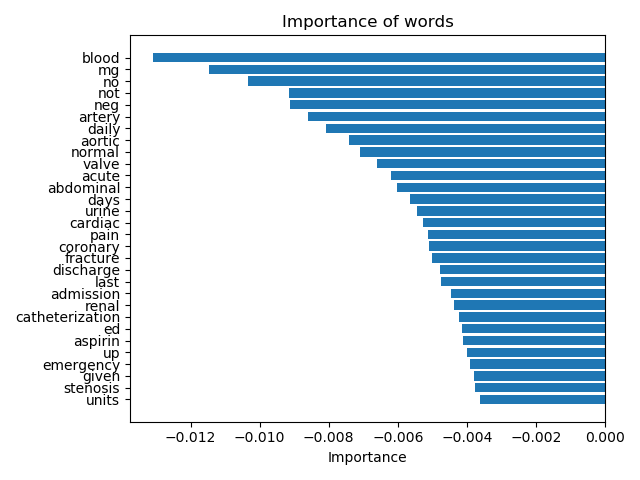 Importance of words
blood
mg
no
not
neg
artery
daily
aortic
normal
valve
acute
abdominal
days
urine
cardiac
pain
coronary
fracture
discharge
last
admission
renal
catheterization
ed
aspirin
up
emergency
given
stenosis
units
−0.012 −0.010 −0.008 −0.006 −0.004 −0.002 0.000
Importance